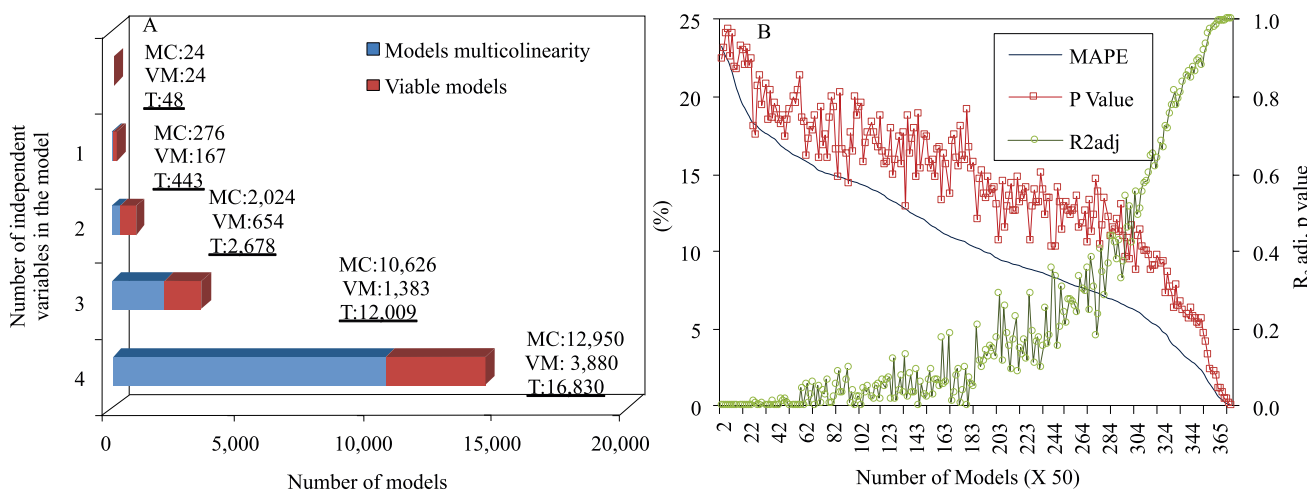 A
MC:24
VM:24
T:48
MC:276
VM:167
T:443
MC:2,024
VM:654
T:2,678
MC:10,626
VM:1,383
T:12,009
MC:12,950
VM: 3,880
T:16,830
Models multicolinearity
Viable models
Number of independent
variables in the model
1
2
3
4
0
5,000
10,000
15,000
20,000
Number of models
B
MAPE
P Value
R2adj
25
20
15
10
5
0
(%)
1.0
0.8
0.6
0.4
0.2
0.0
R, adj, p value
2
22
42
62
82
102
123
143
163
183
203
223
244
264
284
304
324
344
365
Number of Models (X 50)